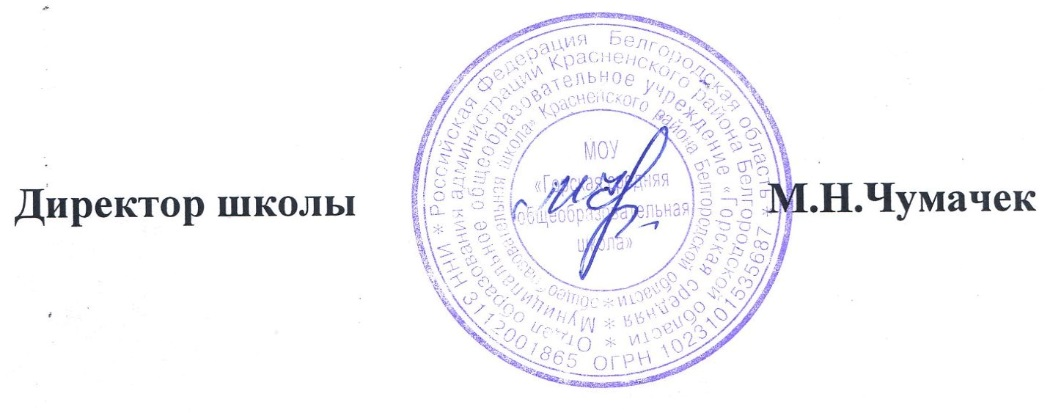 Директор школы
М.Н.Чумачек
* Российская Федерация Белгородская область *
ИНН 3112001865 ОГРН 1023101535687
Отдел образования администрации Красненского района Белгородской области *
Муниципальное общеобразовательное учреждение «Горская средняя *
общеобразовательная школа» Красненского района Белгородской области *
МОУ
«Горская средняя
общеобразовательная
школа»